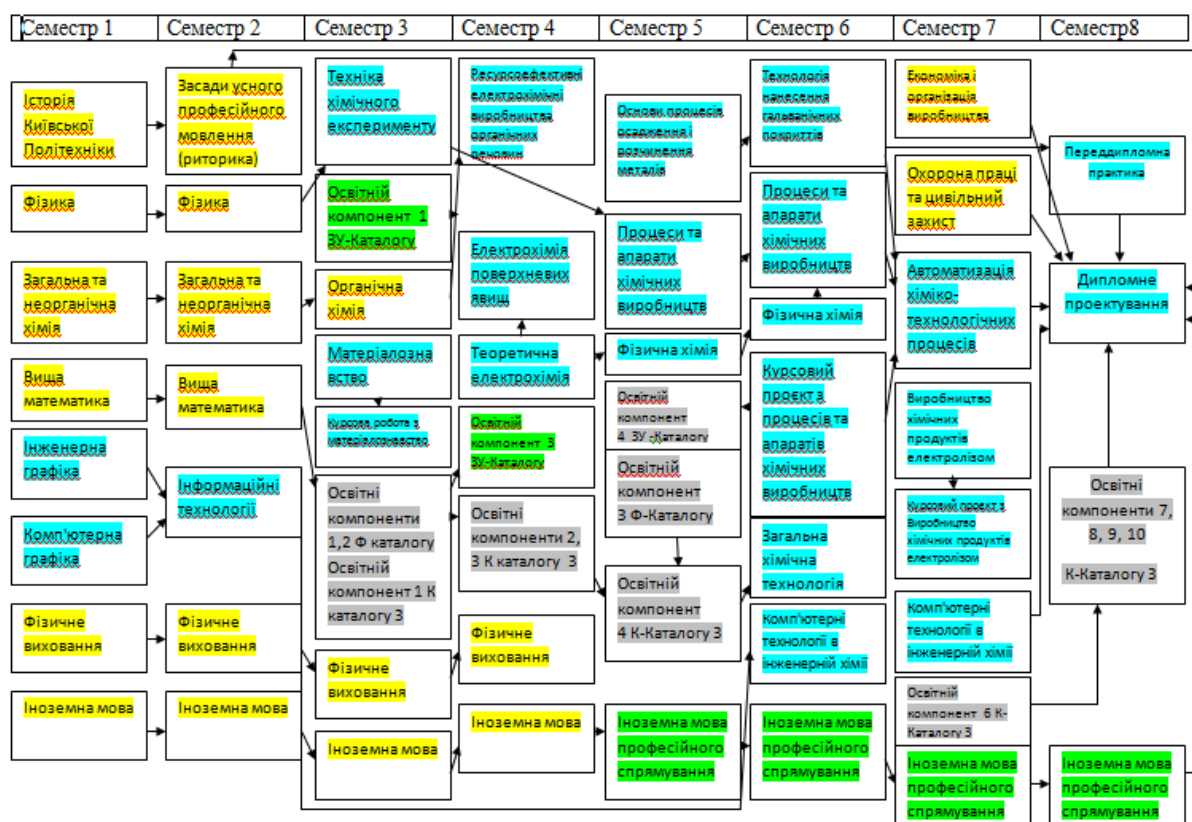 Семестр 1
Семестр 2
Семестр 3
Семестр 4
Семестр 5
Семестр 6
Семестр 7
Семестр8
Історія
Київської
Політехніки
Фізика
Загальна та
неорганічна
хімія
Вища
математика
Інженерна
графіка
Комп'ютерна
графіка
Фізичне
виховання
Іноземна мова
Засади усного
професійного
мовлення
(риторика)
Фізика
Загальна та
неорганічна
хімія
Вища
математика
Інформаційні
технології
Фізичне
виховання
Іноземна мова
Техніка
хімічного
експерименту
Освітній
компонент 1
ЗУ-Каталогу
Органічна
хімія
Матеріалозна
вство
Курсова робота з
матеріалознавство
Освітні
компоненти
1,2 Ф каталогу
Освітній
компонент 1 К
каталогу 3
Фізичне
виховання
Іноземна мова
Ресурсоефективні
електрохімічні
виробництва
органічних
речовин
Електрохімія
поверхневих
явищ
Теоретична
електрохімія
Освітній
компонент 3
ЗУ-Каталогу
Освітні
компоненти 2,
3 К каталогу 3
Фізичне
виховання
Іноземна мова
Основи процесів
осадження і
розчинення
металів
Процеси та
апарати
хімічних
виробництв
Фізична хімія
Освітній
компонент
4 ЗУ -Каталогу
Освітній
компонент
3 Ф-Каталогу
Освітній
компонент
4 К-Каталогу 3
Іноземна мова
професійного
спрямування
Технологія
нанесення
гальванічних
покриттів
Процеси та
апарати
хімічних
виробництв
Фізична хімія
Курсовий
проєкт з
процесів та
апаратів
хімічних
виробництв
Загальна
хімічна
технологія
Комп'ютерні
технології в
інженерній хімії
Іноземна мова
професійного
спрямування
Економіка і
організація
виробництва
Охорона праці
та цивільний
захист
Автоматизація
хіміко-
технологічних
процесів
Виробництво
хімічних
продуктів
електролізом
Курсовий проєкт з
Виробництво
хімічних продуктів
електролізом
Комп'ютерні
технології в
інженерній хімії
Освітній
компонент 6 К-
Каталогу 3
Іноземна мова
професійного
спрямування
Переддипломна
практика
Дипломне
проектування
Освітні
компоненти 7,
8, 9, 10
К-Каталогу 3
Іноземна мова
професійного
спрямування